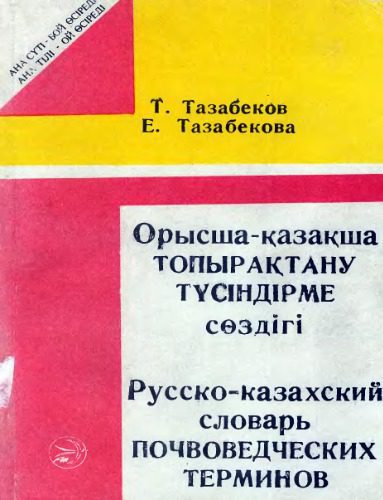 АНА СҮТІ - БОЙ ӨСІРЕДІ
АНА ТІЛІ - ОЙ ӨСІРЕДІ
Т. Тазабеков
Е. Тазабекова
Орысша-қазақша
ТОПЫРАҚТАНУ
ТҮСІНДІРМЕ
сөздігі
Русско-казахский
словарь
ПОЧВОВЕДЧЕСКИХ
ТЕРМИНОВ